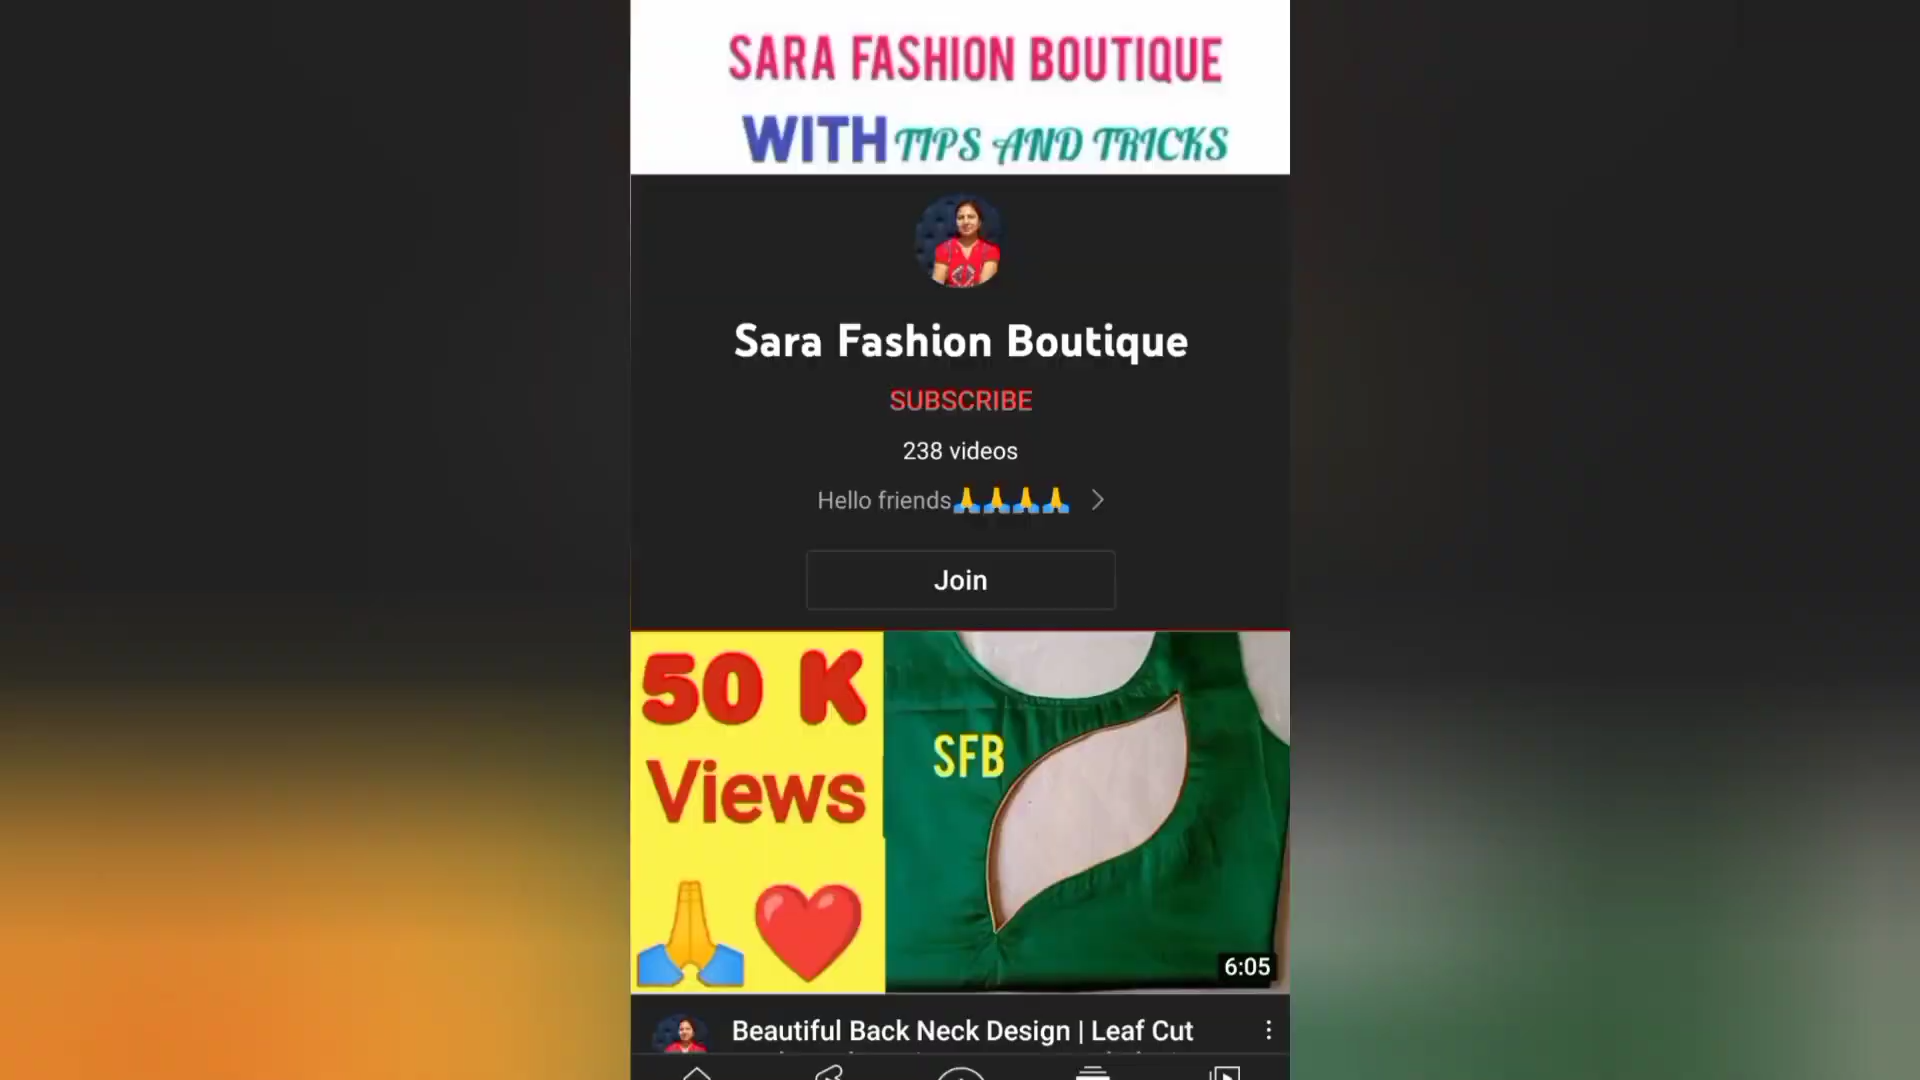 SARA FASHION BOUTIQUE
WITH TIPS AND TRICKS
Sara Fashion Boutique
SUBSCRIBE
238 videos
Hello friends🙏🙏🙏🙏
Join
50 K
Views
SFB
6:05
Beautiful Back Neck Design | Leaf Cut